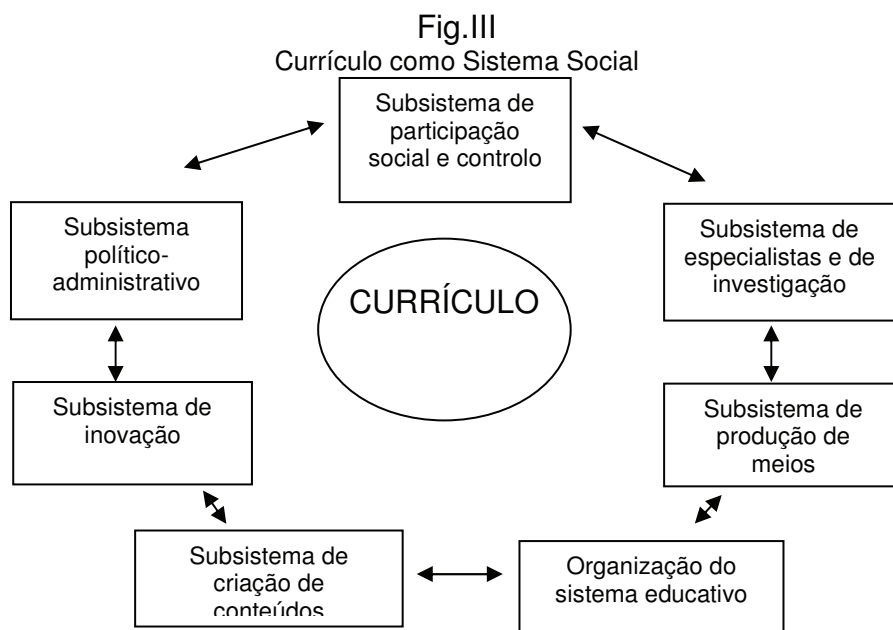 Fig.III
Currículo como Sistema Social
Subsistema de
participação
social e controlo
Subsistema
político-
administrativo
Subsistema de
especialistas e de
investigação
CURRÍCULO
Subsistema de
inovação
Subsistema de
produção de
meios
Subsistema de
criação de
conteúdos
Organização do
sistema educativo